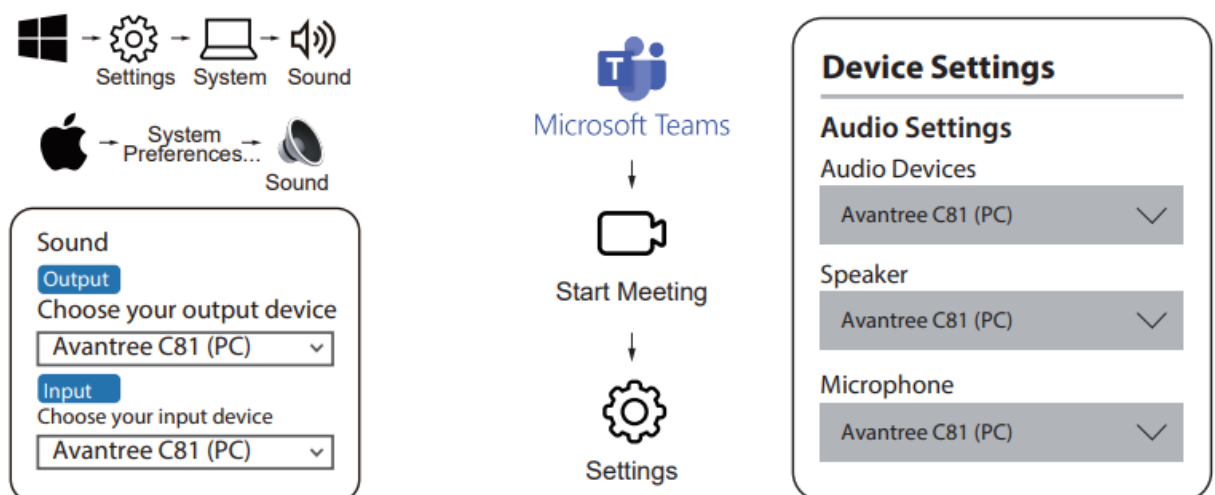 Settings System Sound
System
Preferences...
Sound
Sound
Output
Choose your output device
Avantree C81 (PC)
Input
Choose your input device
Avantree C81 (PC)
T
Microsoft Teams
Start Meeting
Settings
Device Settings
Audio Settings
Audio Devices
Avantree C81 (PC)
Speaker
Avantree C81 (PC)
Microphone
Avantree C81 (PC)